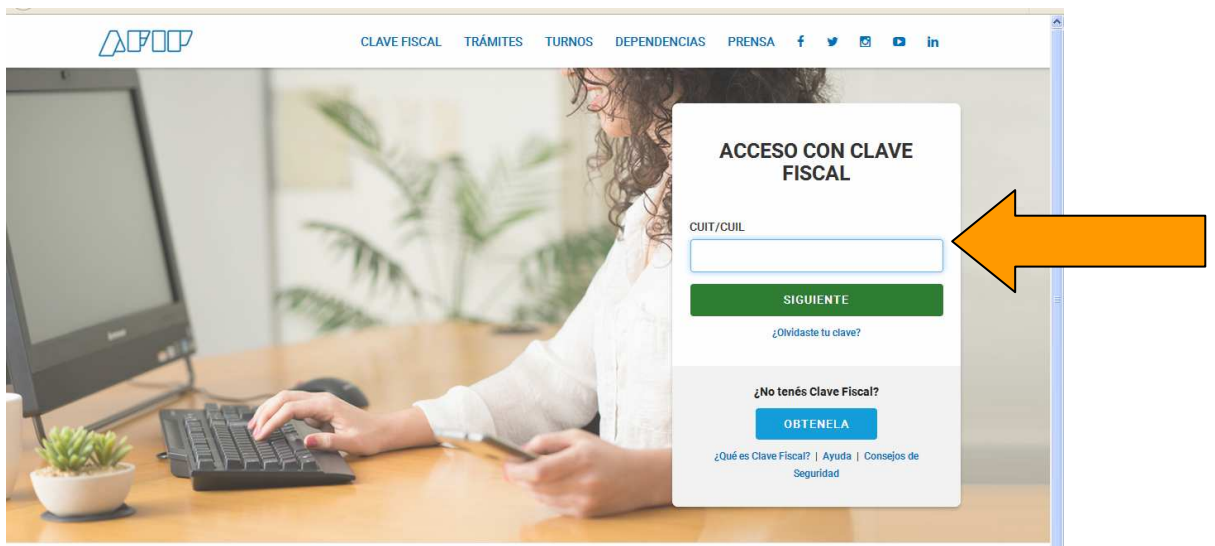 AFIP
CLAVE FISCAL TRÁMITES TURNOS DEPENDENCIAS PRENSA
ACCESO CON CLAVE
FISCAL
CUIT/CUIL
SIGUIENTE
¿Olvidaste tu clave?
¿No tenés Clave Fiscal?
OBTENELA
¿Qué es Clave Fiscal? | Ayuda | Consejos de
Seguridad